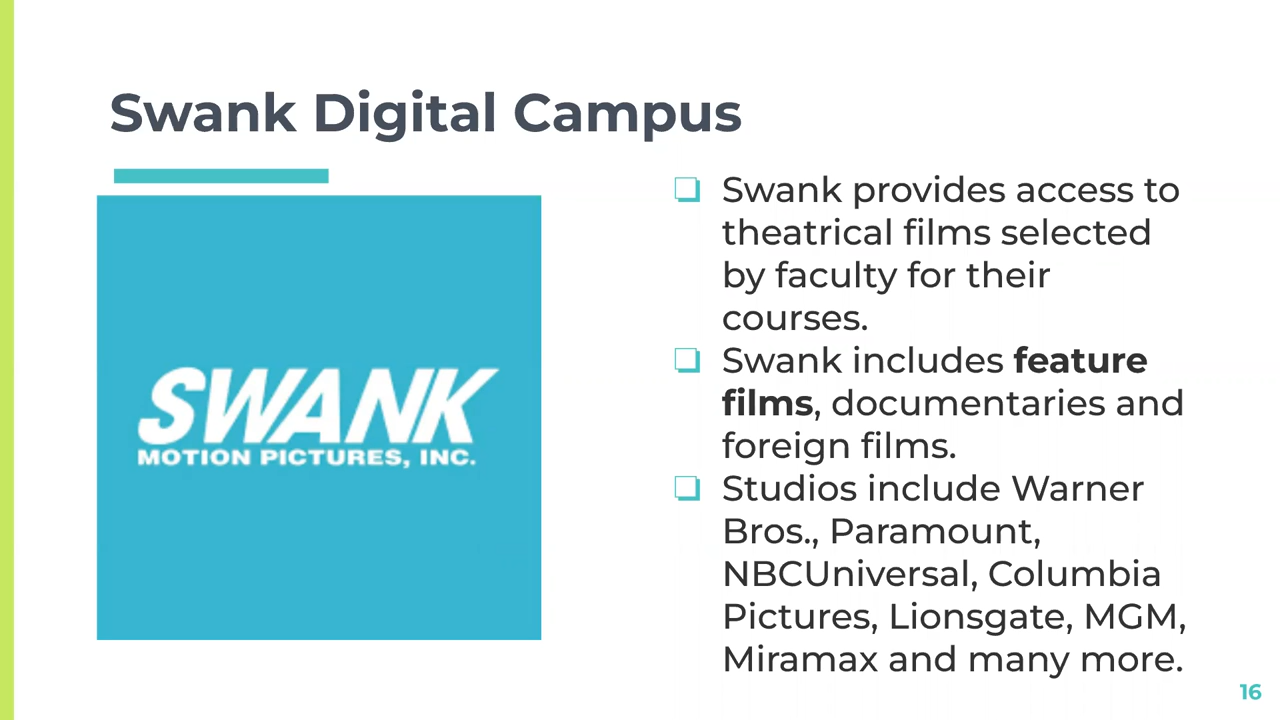 Swank Digital Campus
SWANK
MOTION PICTURES, INC.
❏ Swank provides access to
theatrical films selected
by faculty for their
courses.
❏ Swank includes feature
films, documentaries and
foreign films.
❏ Studios include Warner
Bros., Paramount,
NBCUniversal, Columbia
Pictures, Lionsgate, MGM,
Miramax and many more.
16